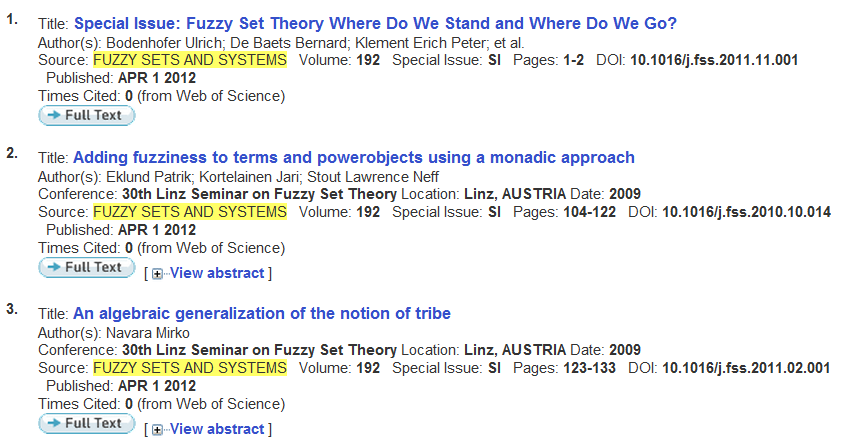 1. Title: Special Issue: Fuzzy Set Theory Where Do We Stand and Where Do We Go?
Author(s): Bodenhofer Ulrich; De Baets Bernard; Klement Erich Peter; et al.
Source: FUZZY SETS AND SYSTEMS Volume: 192 Special Issue: SI Pages: 1-2 DOI: 10.1016/j.fss.2011.11.001
Published: APR 1 2012
Times Cited: 0 (from Web of Science)
Full Text
2. Title: Adding fuzziness to terms and powerobjects using a monadic approach
Author(s): Eklund Patrik; Kortelainen Jari; Stout Lawrence Neff
Conference: 30th Linz Seminar on Fuzzy Set Theory Location: Linz, AUSTRIA Date: 2009
Source: FUZZY SETS AND SYSTEMS Volume: 192 Special Issue: SI Pages: 104-122 DOI: 10.1016/j.fss.2010.10.014
Published: APR 1 2012
Times Cited: 0 (from Web of Science)
Full Text [ View abstract ]
3. Title: An algebraic generalization of the notion of tribe
Author(s): Navara Mirko
Conference: 30th Linz Seminar on Fuzzy Set Theory Location: Linz, AUSTRIA Date: 2009
Source: FUZZY SETS AND SYSTEMS Volume: 192 Special Issue: SI Pages: 123-133 DOI: 10.1016/j.fss.2011.02.001
Published: APR 1 2012
Times Cited: 0 (from Web of Science)
Full Text [ View abstract ]